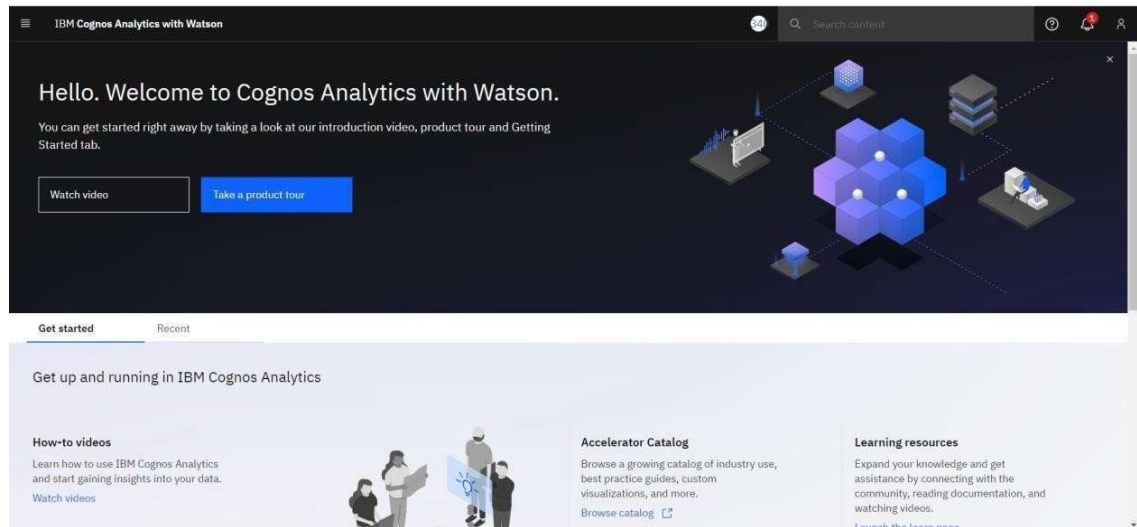 IBM Cognos Analytics with Watson
Search content
1
Hello. Welcome to Cognos Analytics with Watson.
You can get started right away by taking a look at our introduction video, product tour and Getting
Started tab.
Watch video
Take a product tour
Get started
Recent
Get up and running in IBM Cognos Analytics
How-to videos
Learn how to use IBM Cognos Analytics
and start gaining insights into your data.
Watch videos
Accelerator Catalog
Browse a growing catalog of industry use,
best practice guides, custom
visualizations, and more.
Browse catalog
Learning resources
Expand your knowledge and get
assistance by connecting with the
community, reading documentation, and
watching videos.
Launch the learn page